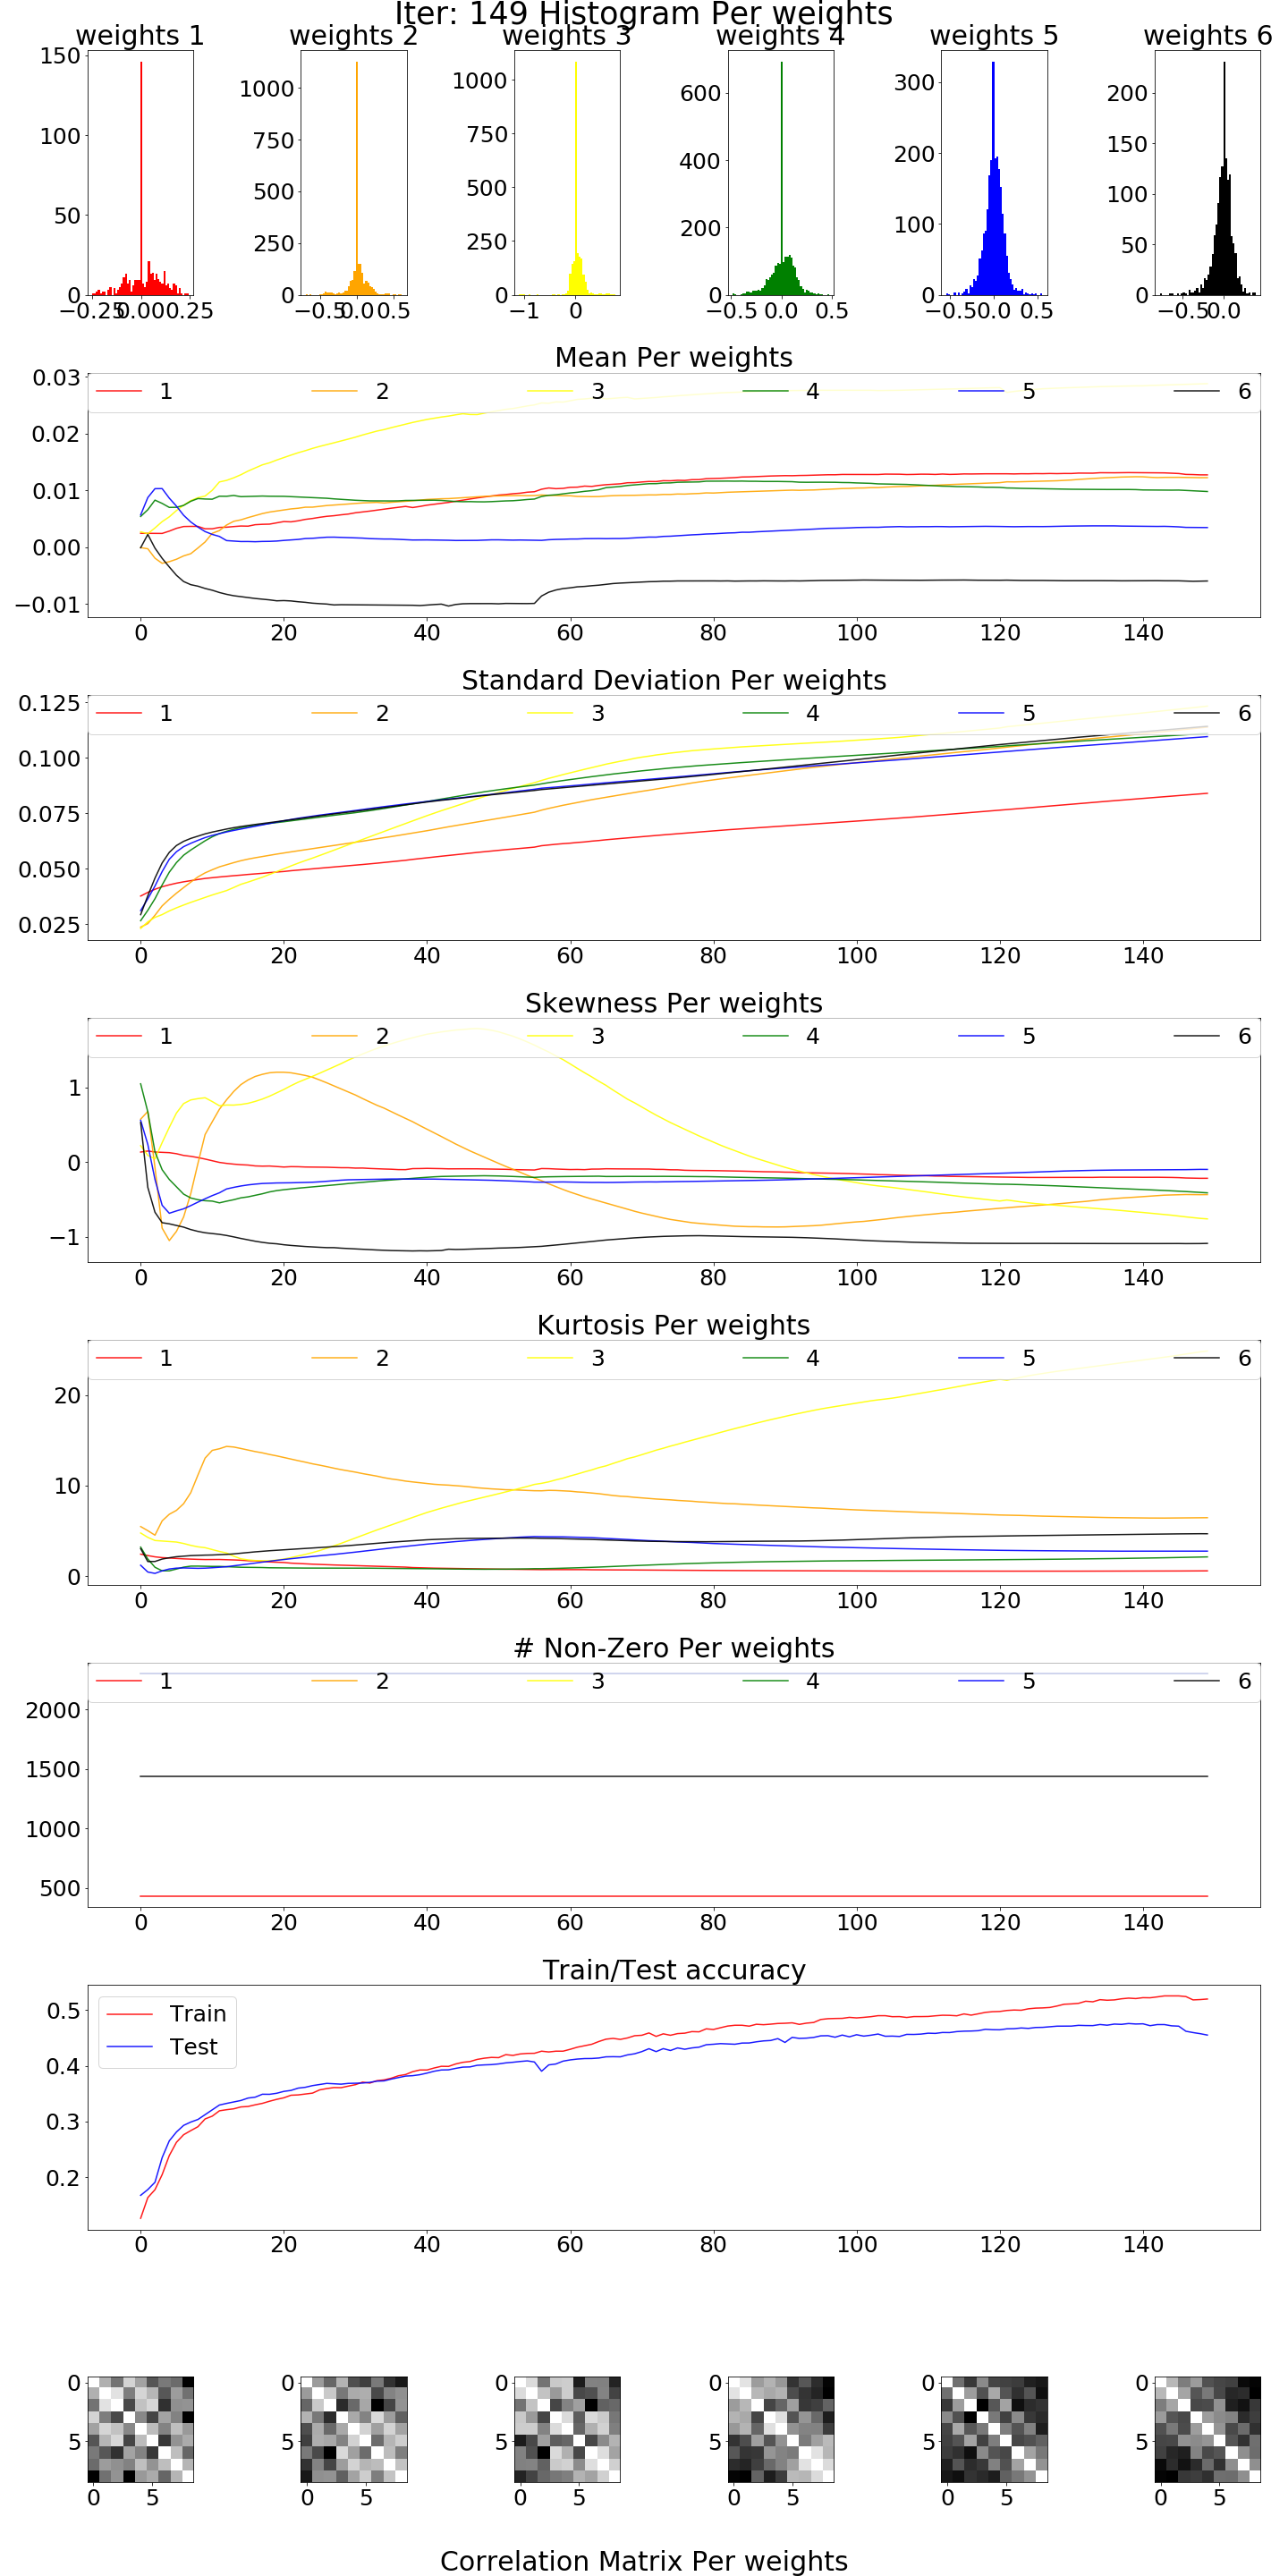 Iter: 149 Histogram Per weights
weights 1 weights 2 weights 3 weights 4 weights 5 weights 6
150
100
50
0
−0.25 0.00 0.25
1000
750
500
250
0
−0.5 0.0 0.5
1000
750
500
250
0
−1 0
600
400
200
0
−0.5 0.0 0.5
300
200
100
0
−0.5 0.0 0.5
200
150
100
50
0
−0.5 0.0
Mean Per weights
1 2 3 4 5 6
0.03
0.02
0.01
0.00
−0.01
0 20 40 60 80 100 120 140
Standard Deviation Per weights
1 2 3 4 5 6
0.125
0.100
0.075
0.050
0.025
0 20 40 60 80 100 120 140
Skewness Per weights
1 2 3 4 5 6
1
0
−1
0 20 40 60 80 100 120 140
Kurtosis Per weights
1 2 3 4 5 6
20
10
0
0 20 40 60 80 100 120 140
# Non-Zero Per weights
1 2 3 4 5 6
2000
1500
1000
500
0 20 40 60 80 100 120 140
Train/Test accuracy
Train
Test
0.5
0.4
0.3
0.2
0 20 40 60 80 100 120 140
0 0 0 0 0 0
5 5 5 5 5 5
0 5 0 5 0 5 0 5 0 5 0 5
Correlation Matrix Per weights